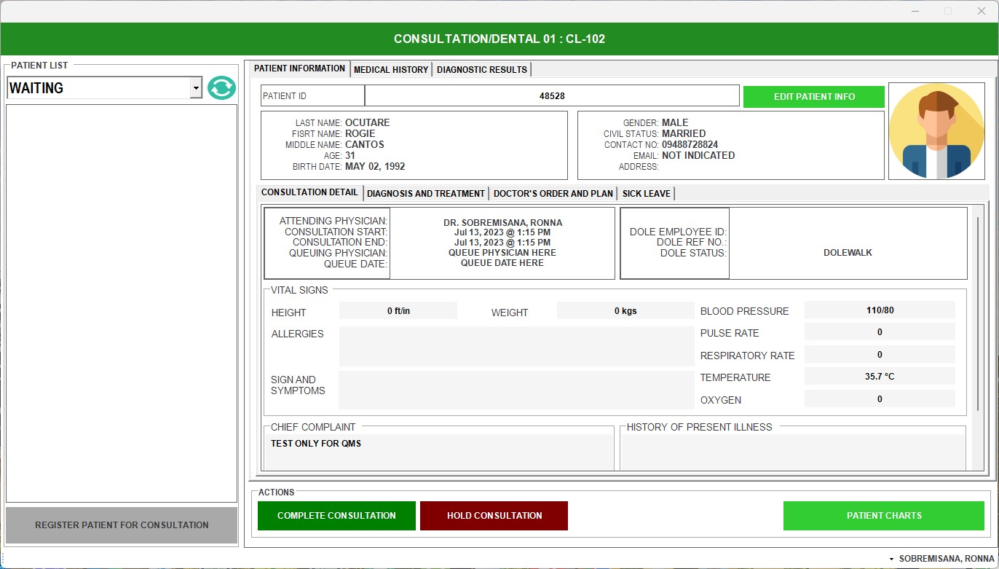 CONSULTATION/DENTAL 01 : CL-102
PATIENT LIST
WAITING
REGISTER PATIENT FOR CONSULTATION
PATIENT INFORMATION
MEDICAL HISTORY
DIAGNOSTIC RESULTS
PATIENT ID
48528
EDIT PATIENT INFO
LAST NAME: OCUTARE
FISRT NAME: ROGIE
MIDDLE NAME: CANTOS
AGE: 31
BIRTH DATE: MAY 02, 1992
GENDER: MALE
CIVIL STATUS: MARRIED
CONTACT NO: 09488728824
EMAIL: NOT INDICATED
ADDRESS:
CONSULTATION DETAIL
DIAGNOSIS AND TREATMENT
DOCTOR'S ORDER AND PLAN
SICK LEAVE
ATTENDING PHYSICIAN: DR. SOBREMISANA, RONNA
CONSULTATION START: Jul 13, 2023 @ 1:15 PM
CONSULTATION END: Jul 13, 2023 @ 1:15 PM
QUEUING PHYSICIAN: QUEUE PHYSICIAN HERE
QUEUE DATE: QUEUE DATE HERE
DOLE EMPLOYEE ID:
DOLE REF NO.:
DOLE STATUS: DOLEWALK
VITAL SIGNS
HEIGHT 0 ft/in
WEIGHT 0 kgs
ALLERGIES
SIGN AND
SYMPTOMS
BLOOD PRESSURE 110/80
PULSE RATE 0
RESPIRATORY RATE 0
TEMPERATURE 35.7 °C
OXYGEN 0
CHIEF COMPLAINT
TEST ONLY FOR QMS
HISTORY OF PRESENT ILLNESS
ACTIONS
COMPLETE CONSULTATION
HOLD CONSULTATION
PATIENT CHARTS
SOBREMISANA, RONNA